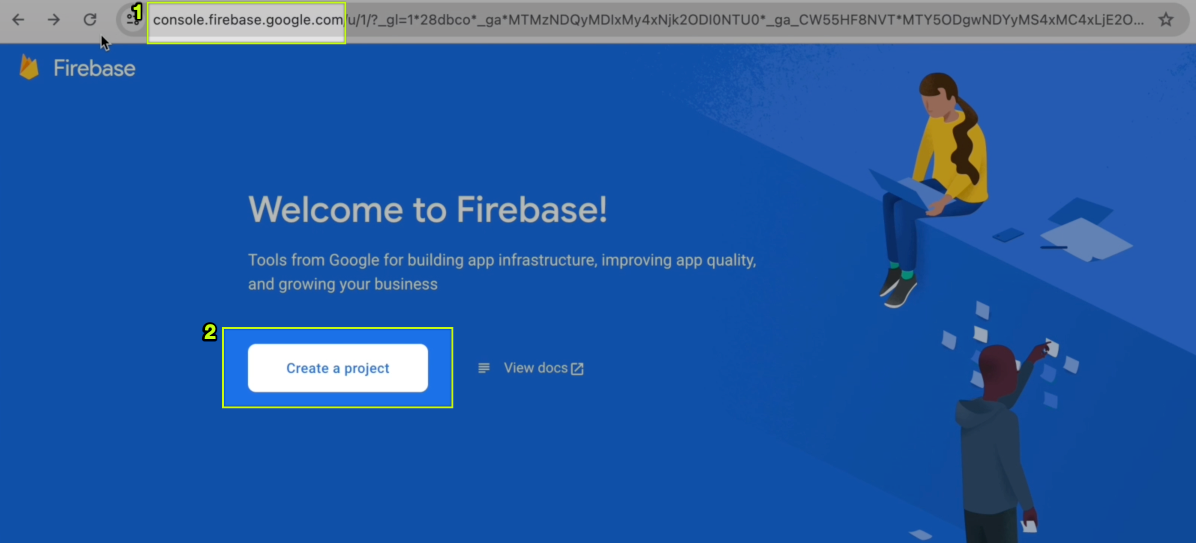 1
console.firebase.google.com/u/1/?_gl=1*28dbco*_ga*MTMzNDQyMDIxMy4xNjk2ODI0NTU0*_ga_CW55HF8NVT*MTY5ODgwNDYyMS4xMC4xLjE2O...
Firebase
Welcome to Firebase!
Tools from Google for building app infrastructure, improving app quality,
and growing your business
2
Create a project
View docs